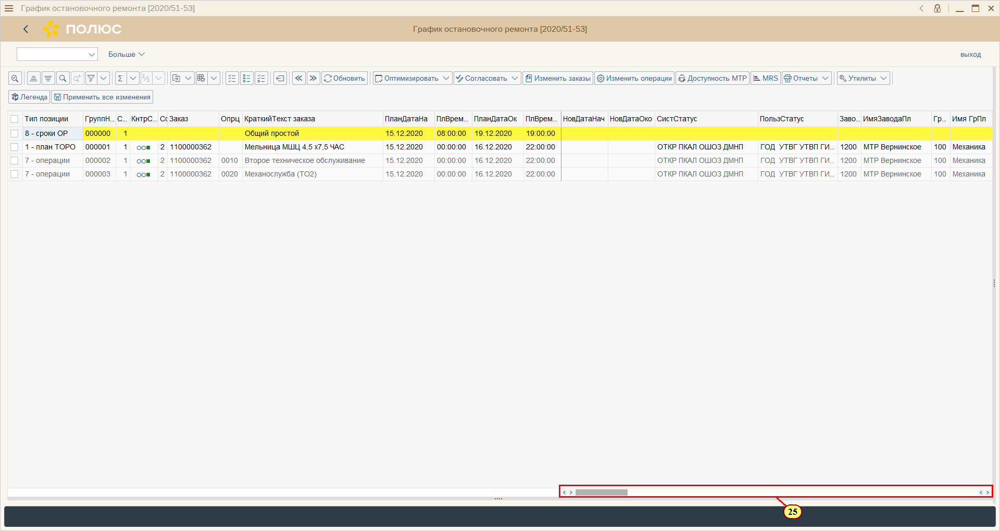 График остановочного ремонта [2020/51-53]
ПОЛЮС
График остановочного ремонта [2020/51-53]
Больше
выход
Обновить Оптимизировать Согласовать Изменить заказы Изменить операции Доступность МТР MRS Отчеты Утилиты
Легенда Применить все изменения
Тип позиции ГруппН... С... КнтрС... Сс Заказ Опрц КраткийТекст заказа ПланДатаНа ПлВрем... ПланДатаОк ПлВрем... НовДатаНач НовДатаОко СистСтатус ПользСтатус Заво... ИмяЗаводаПл Гр... Имя ГрПл
8 - сроки ОР 000000 1 Общий простой 15.12.2020 08:00:00 19.12.2020 19:00:00
1 - план ТОРО 000001 1 2 1100000362 Мельница МШЦ 4,5 х7,5 ЧАС 15.12.2020 00:00:00 16.12.2020 22:00:00 ОТКР ПКАЛ ОШОЗ ДМНП ГОД УТВГ УТВП ГИ... 1200 МТР Вернинское 100 Механика
7 - операции 000002 1 2 1100000362 0010 Второе техническое обслуживание 15.12.2020 00:00:00 16.12.2020 22:00:00 ОТКР ПКАЛ ОШОЗ ДМНП ГОД УТВГ УТВП ГИ... 1200 МТР Вернинское 100 Механика
7 - операции 000003 1 2 1100000362 0020 Механослужба (ТО2) 15.12.2020 00:00:00 16.12.2020 22:00:00 ОТКР ПКАЛ ОШОЗ ДМНП ГОД УТВГ УТВП ГИ... 1200 МТР Вернинское 100 Механика
25